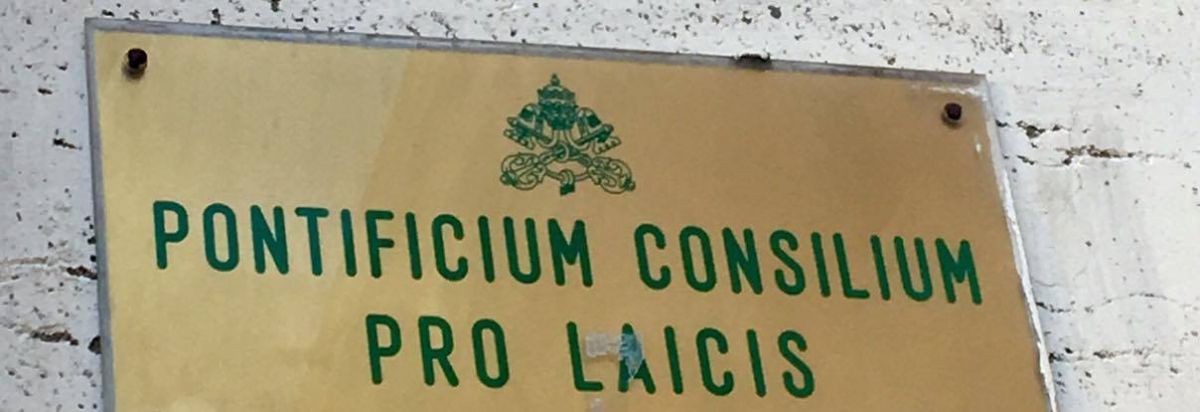 PONTIFICIUM CONSILIUM
PRO LAICIS